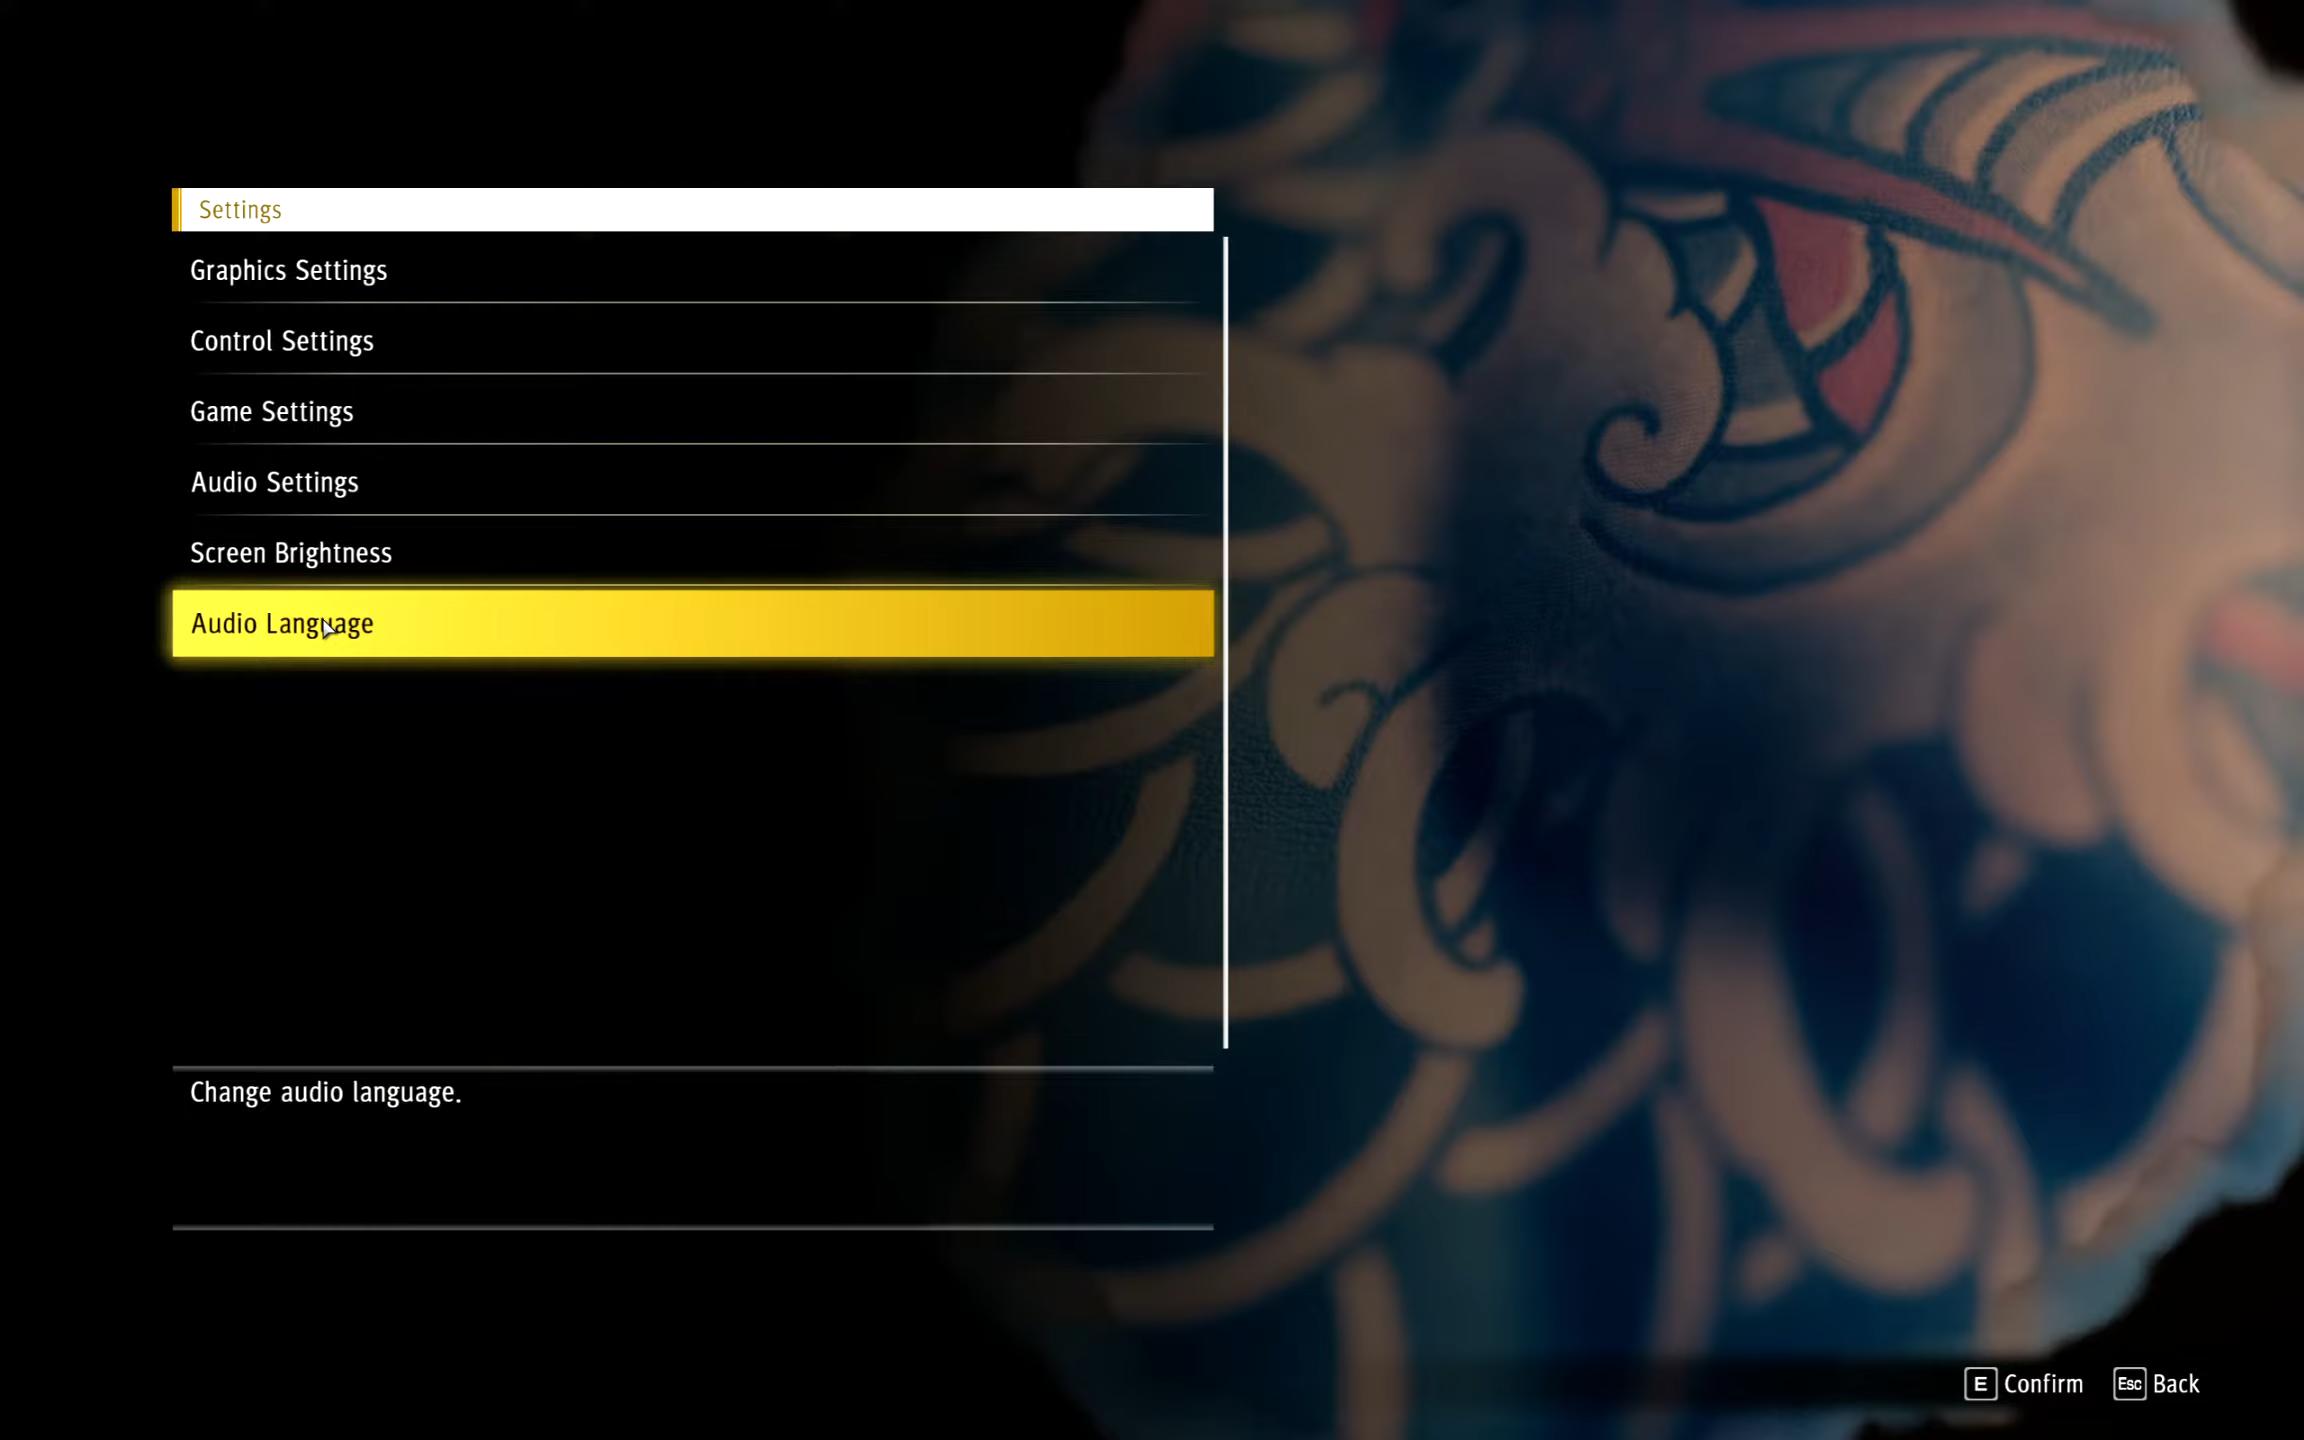 Settings
Graphics Settings
Control Settings
Game Settings
Audio Settings
Screen Brightness
Audio Language
Change audio language.
E Confirm Esc Back